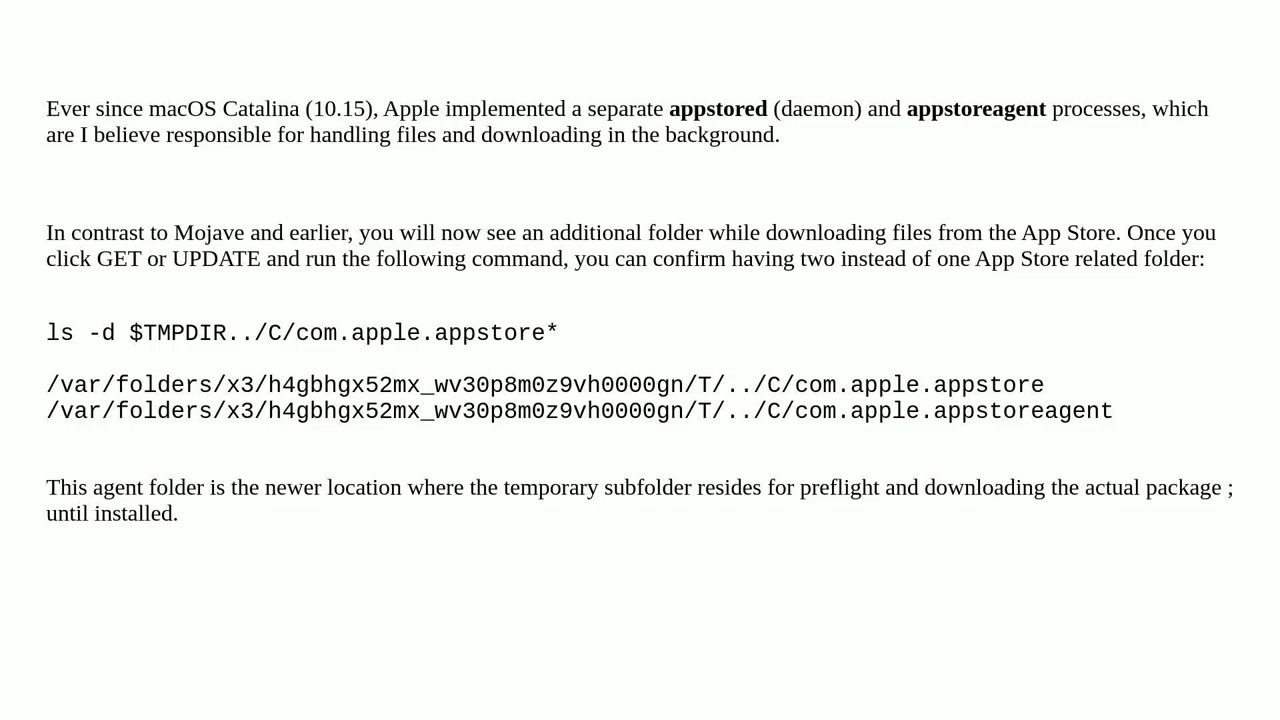 Ever since macOS Catalina (10.15), Apple implemented a separate appstored (daemon) and appstoreagent processes, which
are I believe responsible for handling files and downloading in the background.
In contrast to Mojave and earlier, you will now see an additional folder while downloading files from the App Store. Once you
click GET or UPDATE and run the following command, you can confirm having two instead of one App Store related folder:
ls -d $TMPDIR../C/com.apple.appstore*
/var/folders/x3/h4gbhgx52mx_wv30p8m0z9vh0000gn/T/../C/com.apple.appstore
/var/folders/x3/h4gbhgx52mx_wv30p8m0z9vh0000gn/T/../C/com.apple.appstoreagent
This agent folder is the newer location where the temporary subfolder resides for preflight and downloading the actual package ;
until installed.